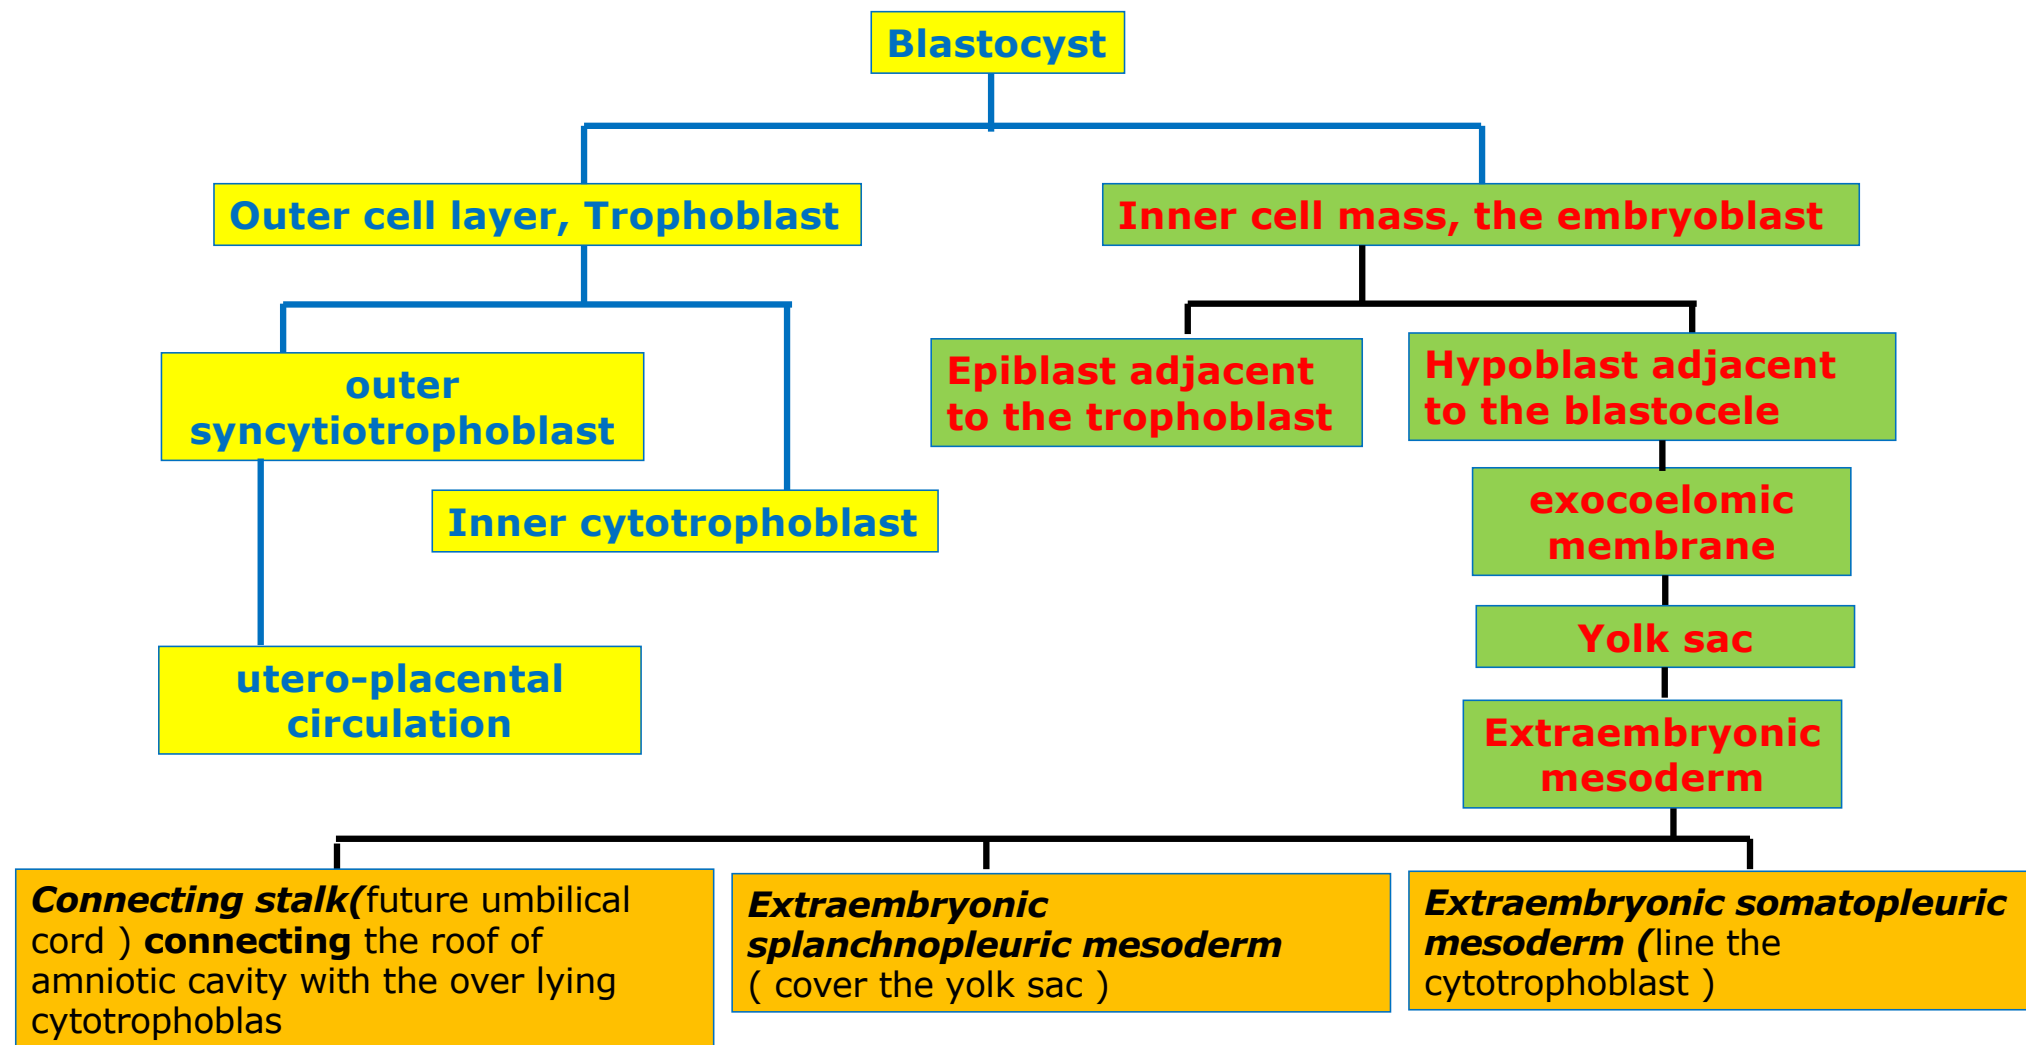 Blastocyst
Outer cell layer, Trophoblast
Inner cell mass, the embryoblast
outer
syncytiotrophoblast
Inner cytotrophoblast
utero-placental
circulation
Epiblast adjacent
to the trophoblast
Hypoblast adjacent
to the blastocele
exocoelomic
membrane
Yolk sac
Extraembryonic
mesoderm
Connecting stalk(future umbilical
cord ) connecting the roof of
amniotic cavity with the over lying
cytotrophoblas
Extraembryonic
splanchnopleuric mesoderm
( cover the yolk sac )
Extraembryonic somatopleuric
mesoderm (line the
cytotrophoblast )